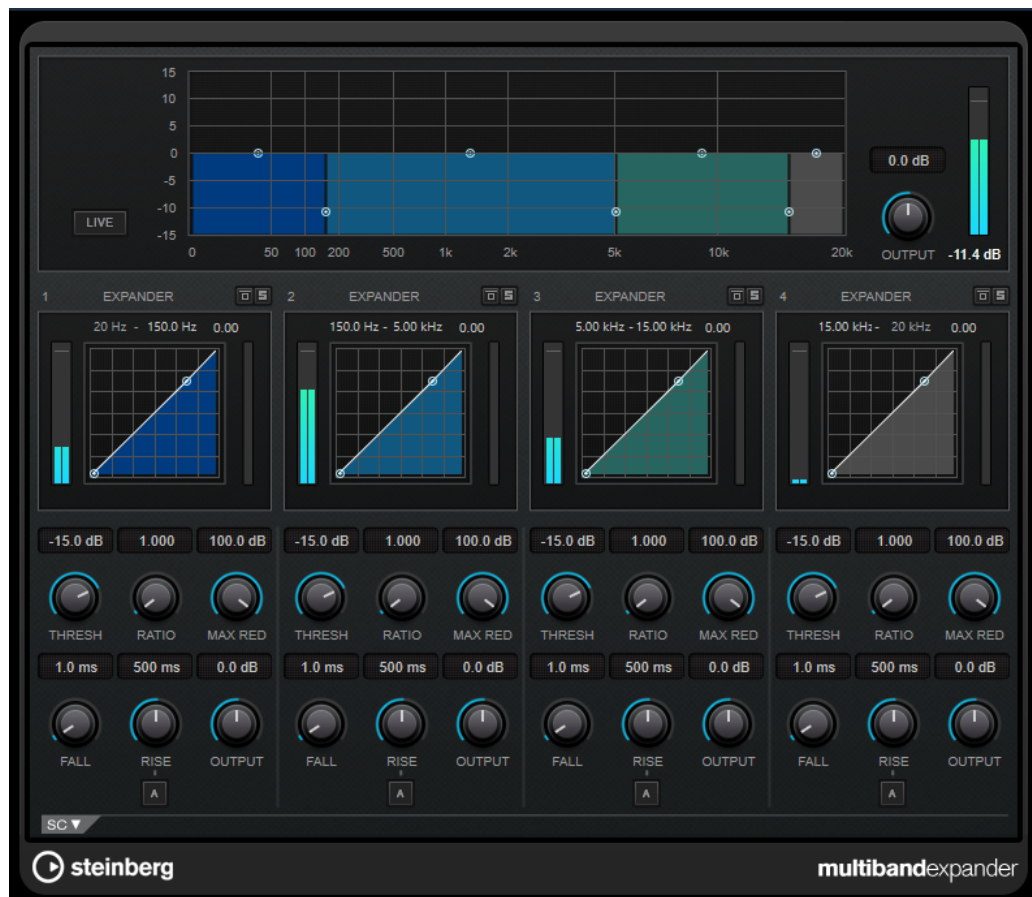 15
10
5
0
-5
-10
-15
LIVE
0 50 100 200 500 1k 2k 5k 10k 20k
0.0 dB
OUTPUT -11.4 dB
1 EXPANDER S 2 EXPANDER S 3 EXPANDER S 4 EXPANDER S
20 Hz - 150.0 Hz 0.00 150.0 Hz - 5.00 kHz 0.00 5.00 kHz - 15.00 kHz 0.00 15.00 kHz - 20 kHz 0.00
-15.0 dB 1.000 100.0 dB -15.0 dB 1.000 100.0 dB -15.0 dB 1.000 100.0 dB -15.0 dB 1.000 100.0 dB
THRESH RATIO MAX RED THRESH RATIO MAX RED THRESH RATIO MAX RED THRESH RATIO MAX RED
1.0 ms 500 ms 0.0 dB 1.0 ms 500 ms 0.0 dB 1.0 ms 500 ms 0.0 dB 1.0 ms 500 ms 0.0 dB
FALL RISE OUTPUT FALL RISE OUTPUT FALL RISE OUTPUT FALL RISE OUTPUT
A A A A
SC ▼
steinberg multibandexpander